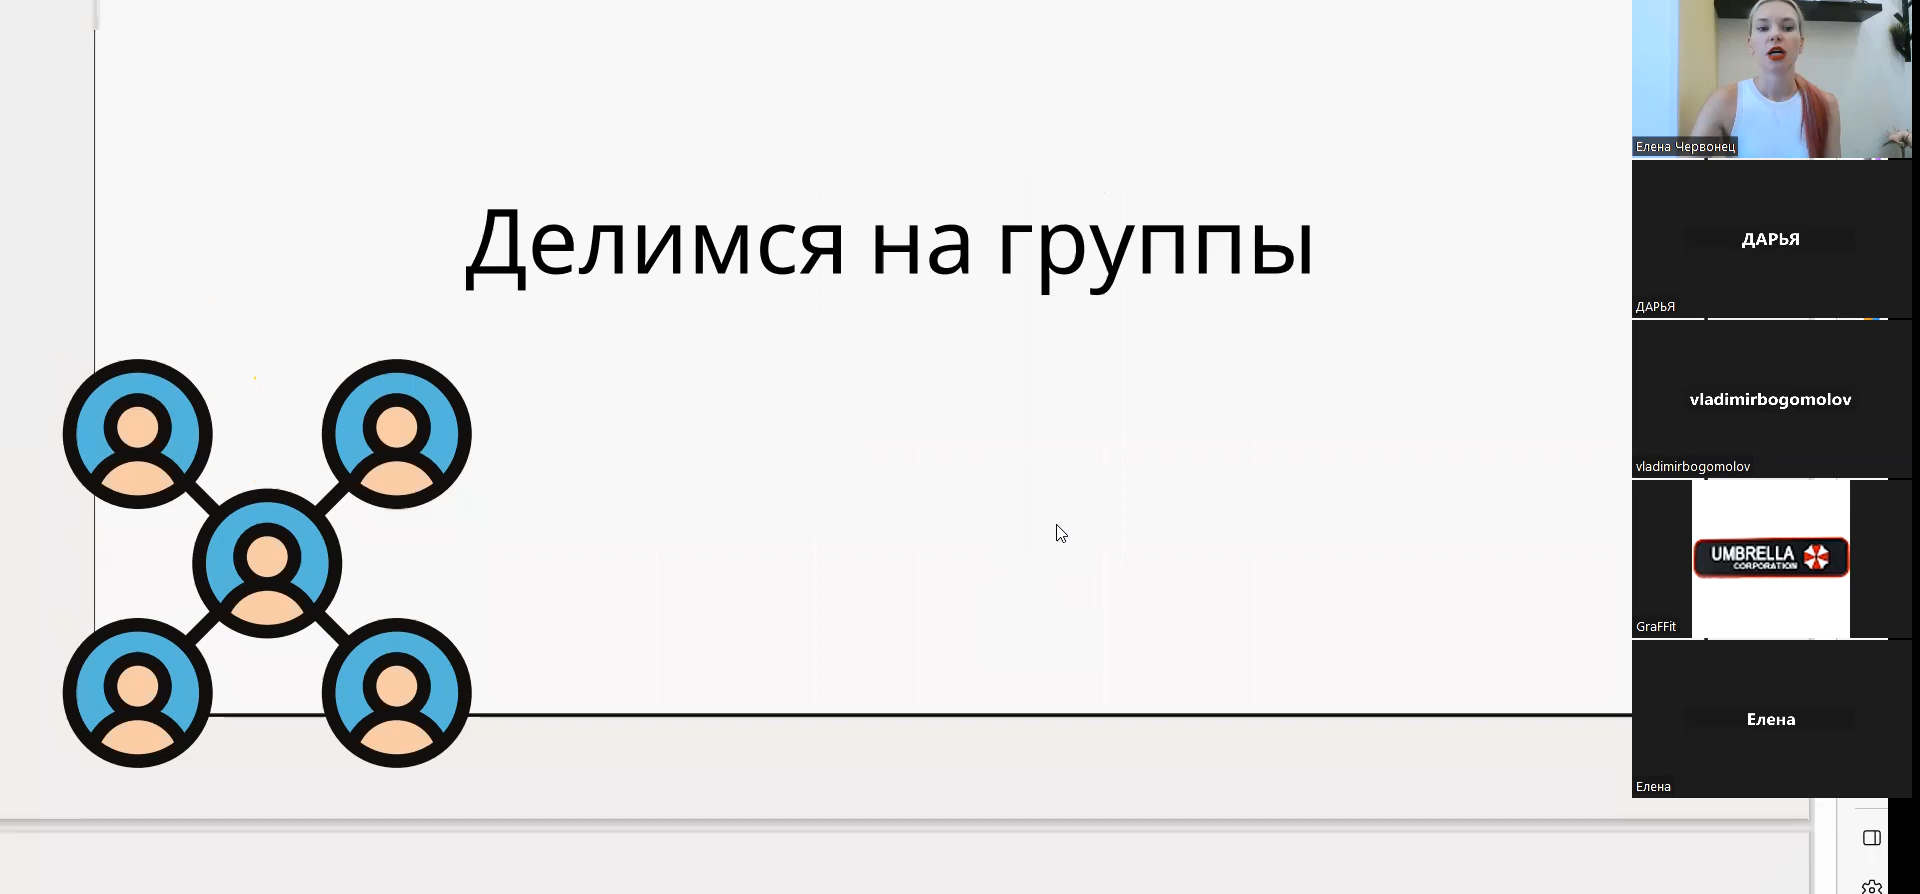 Делимся на группы
Елена Червонец
ДАРЬЯ
ДАРЬЯ
vladimirbogomolov
vladimirbogomolov
UMBRELLA
CORPORATION
GraFFit
Елена
Елена